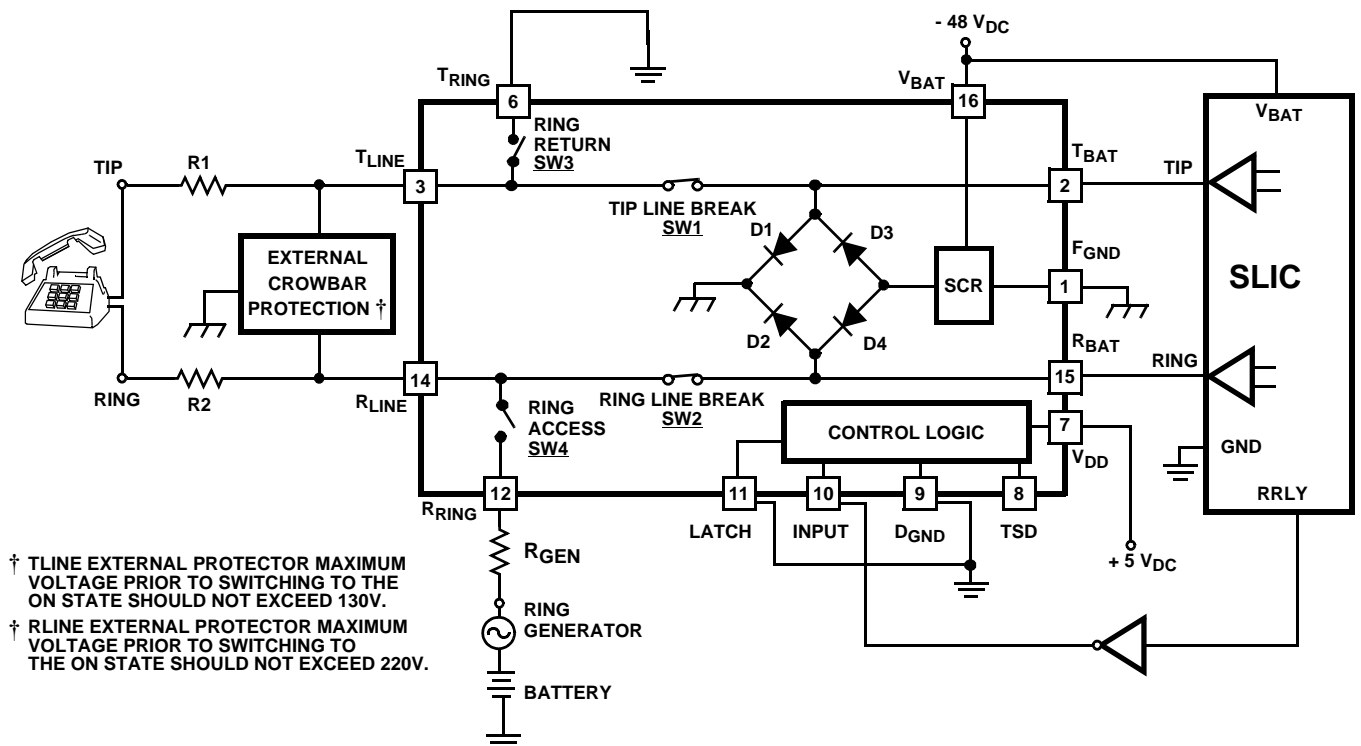 - 48 VDC
TRING
6
VBAT
16
VBAT
RING
RETURN
SW3
TIP
R1
TLINE
3
TBAT
2
TIP
TIP LINE BREAK
SW1
D1
D3
EXTERNAL
CROWBAR
PROTECTION †
SCR
FGND
1
SLIC
D2
D4
RBAT
15
RING
RING
R2
14
RLINE
RING
ACCESS
SW4
RING LINE BREAK
SW2
CONTROL LOGIC
7
VDD
GND
RRLY
12
RRING
11
10
9
8
LATCH
INPUT
DGND
TSD
RGEN
+ 5 VDC
RING
GENERATOR
BATTERY
† TLINE EXTERNAL PROTECTOR MAXIMUM
VOLTAGE PRIOR TO SWITCHING TO THE
ON STATE SHOULD NOT EXCEED 130V.
† RLINE EXTERNAL PROTECTOR MAXIMUM
VOLTAGE PRIOR TO SWITCHING TO
THE ON STATE SHOULD NOT EXCEED 220V.